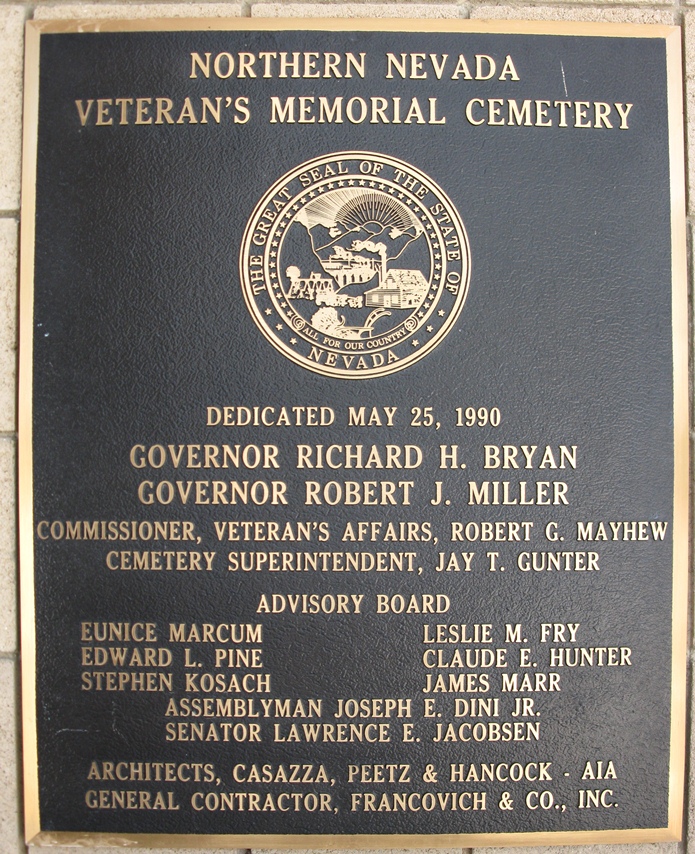 NORTHERN NEVADA
VETERAN'S MEMORIAL CEMETERY
THE GREAT SEAL OF THE STATE OF
NEVADA
ALL FOR OUR COUNTRY
DEDICATED MAY 25, 1990
GOVERNOR RICHARD H. BRYAN
GOVERNOR ROBERT J. MILLER
COMMISSIONER, VETERAN'S AFFAIRS, ROBERT G. MAYHEW
CEMETERY SUPERINTENDENT, JAY T. GUNTER
ADVISORY BOARD
EUNICE MARCUM LESLIE M. FRY
EDWARD L. PINE CLAUDE E. HUNTER
STEPHEN KOSACH JAMES MARR
ASSEMBLYMAN JOSEPH E. DINI JR.
SENATOR LAWRENCE E. JACOBSEN
ARCHITECTS, CASAZZA, PEETZ & HANCOCK - AIA
GENERAL CONTRACTOR, FRANCOVICH & CO., INC.